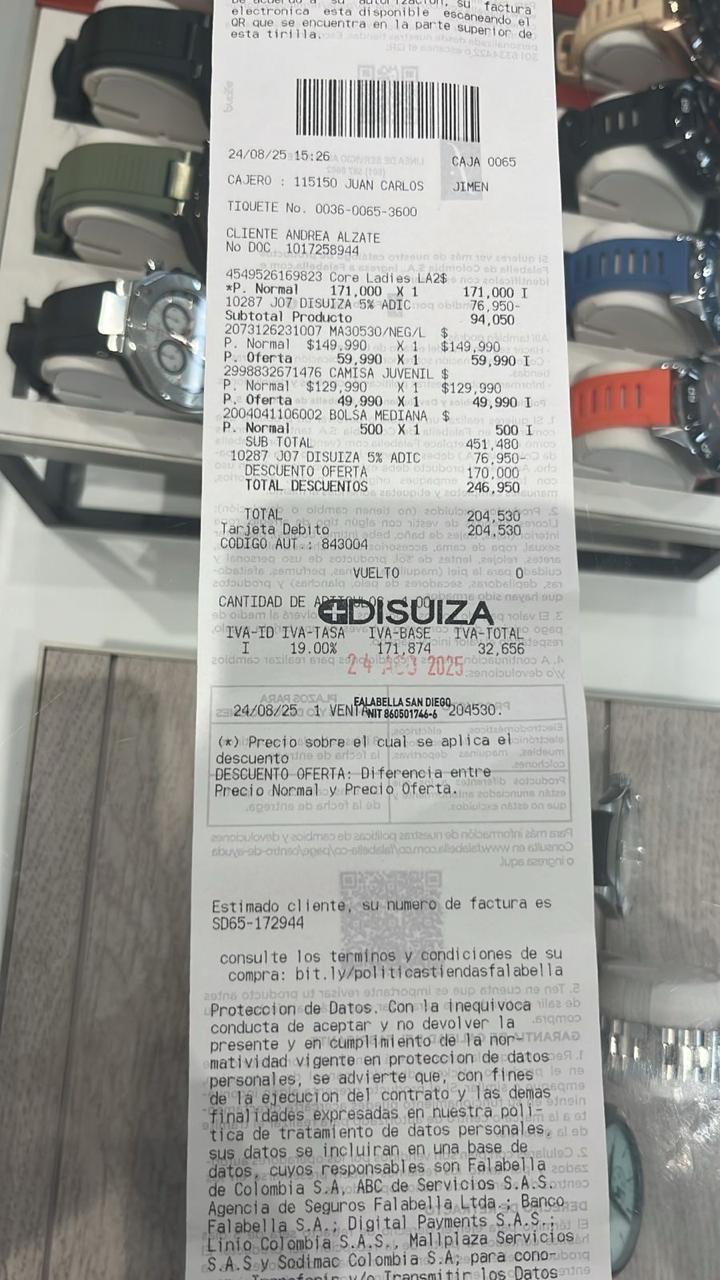 De acuerdo a su autorizacion, su factura
electronica esta disponible escaneando el
QR que se encuentra en la parte superior de
esta tirilla.
24/08/25 15:26 CAJA 0065
CAJERO : 115150 JUAN CARLOS JIMEN
TIQUETE No. 0036-0065-3600
CLIENTE ANDREA ALZATE
No DOC 1017258944
4549526169823 Core Ladies LA2$
*P. Normal 171,000 X 1 171,000 I
10287 J07 DISUIZA 5% ADIC 76,950-
Subtotal Producto 94,050
2073126231007 MA30530/NEG/L $
P. Normal $149,990 X 1 $149,990
P. Oferta 59,990 X 1 59,990 I
2998832671476 CAMISA JUVENIL $
P. Normal $129,990 X 1 $129,990
P. Oferta 49,990 X 1 49,990 I
2004041106002 BOLSA MEDIANA $
P. Normal 500 X 1 500 I
SUB TOTAL 451,480
10287 J07 DISUIZA 5% ADIC 76,950-
DESCUENTO OFERTA 170,000
TOTAL DESCUENTOS 246,950
TOTAL 204,530
Tarjeta Debito 204,530
CODIGO AUT.: 843004
VUELTO 0
CANTIDAD DE ARTICULOS 4.00
DISUIZA
IVA-ID IVA-TASA IVA-BASE IVA-TOTAL
I 19.00% 171,874 32,656
24 AGO 2025
FALABELLA SAN DIEGO
24/08/25 1 VENTA 204530.
NIT 860501746-6
(*) Precio sobre el cual se aplica el
descuento
DESCUENTO OFERTA: Diferencia entre
Precio Normal y Precio Oferta.
Estimado cliente, su numero de factura es
SD65-172944
consulte los terminos y condiciones de su
compra: bit.ly/politicastiendasfalabella
Proteccion de Datos. Con la inequivoca
conducta de aceptar y no devolver la
presente y en cumplimiento de la nor-
matividad vigente en proteccion de datos
personales, se advierte que, con fines
de la ejecucion del contrato y las demas
finalidades expresadas en nuestra poli-
tica de tratamiento de datos personales,
sus datos se incluiran en una base de
datos, cuyos responsables son Falabella
de Colombia S.A, ABC de Servicios S.A.S.
Agencia de Seguros Falabella Ltda.; Banco
Falabella S.A.; Digital Payments S.A.S.;
Linio Colombia S.A.S., Mallplaza Servicios
S.A.S y Sodimac Colombia S.A; para cono-
Transferir y/o Transmitir los Datos